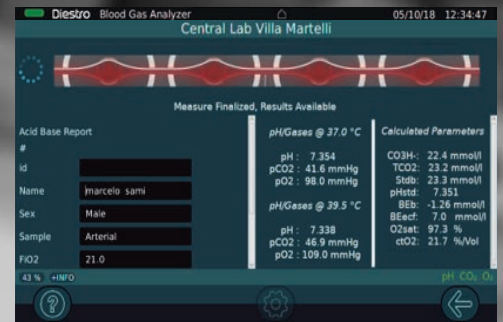 Diestro Blood Gas Analyzer 05/10/18 12:34:47
Central Lab Villa Martelli
Measure Finalized, Results Available
Acid Base Report
#
id
Name marcelo sami
Sex Male
Sample Arterial
FiO2 21.0
pH/Gases @ 37.0 °C
pH : 7.354
pCO2 : 41.6 mmHg
pO2 : 98.0 mmHg
pH/Gases @ 39.5 °C
pH : 7.338
pCO2 : 46.9 mmHg
pO2 : 109.0 mmHg
Calculated Parameters
CO3H-: 22.4 mmol/l
TCO2: 23.2 mmol/l
Stdb: 23.3 mmol/l
pHstd: 7.351
BEb: -1.26 mmol/l
BEecf: 7.0 mmol/l
O2sat: 97.3 %
ctO2: 21.7 %/Vol
43 % +INFO pH CO2 O2
?